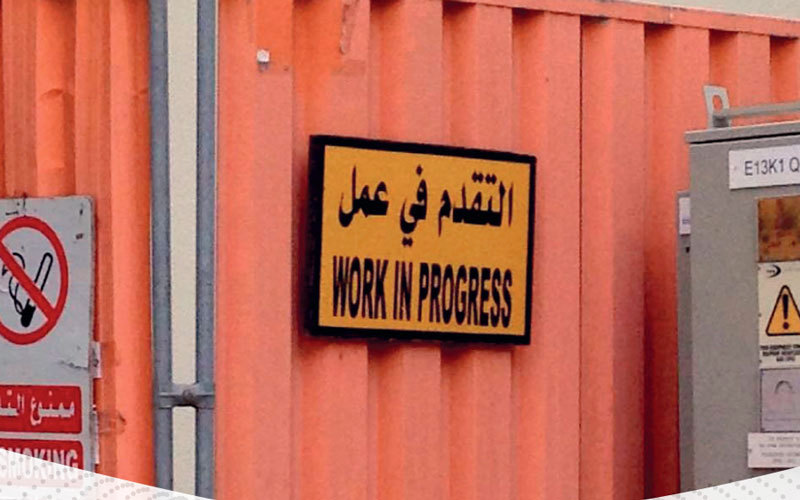 التقدم في عمل
WORK IN PROGRESS
ممنوع
SMOKING
E13K1 Q